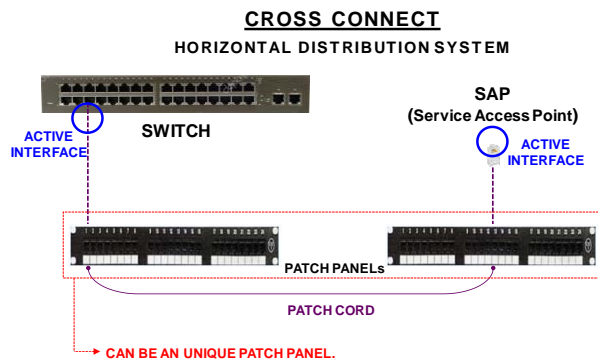 CROSS CONNECT
HORIZONTAL DISTRIBUTION SYSTEM
SAP
(Service Access Point)
SWITCH
ACTIVE
INTERFACE
ACTIVE
INTERFACE
PATCH PANELs
PATCH CORD
CAN BE AN UNIQUE PATCH PANEL.